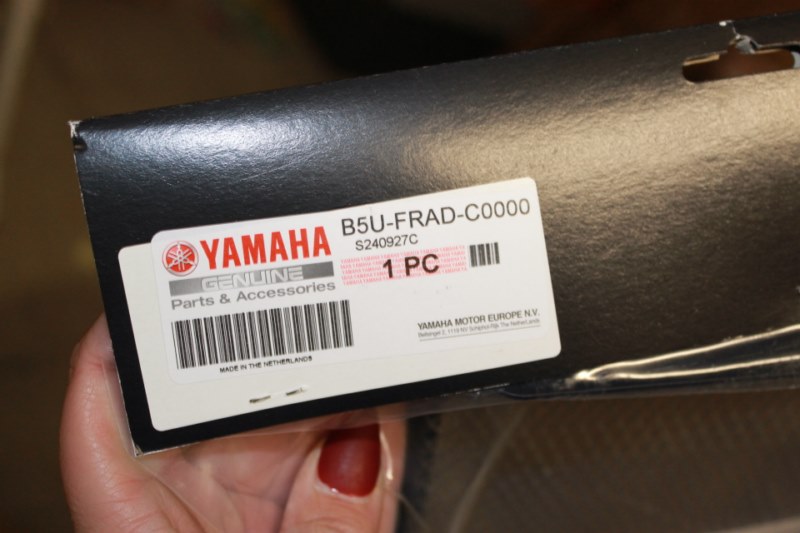 YAMAHA
GENUINE
Parts & Accessories
B5U-FRAD-C0000
S240927C
1 PC
YAMAHA MOTOR EUROPE N.V.
MADE IN THE NETHERLANDS